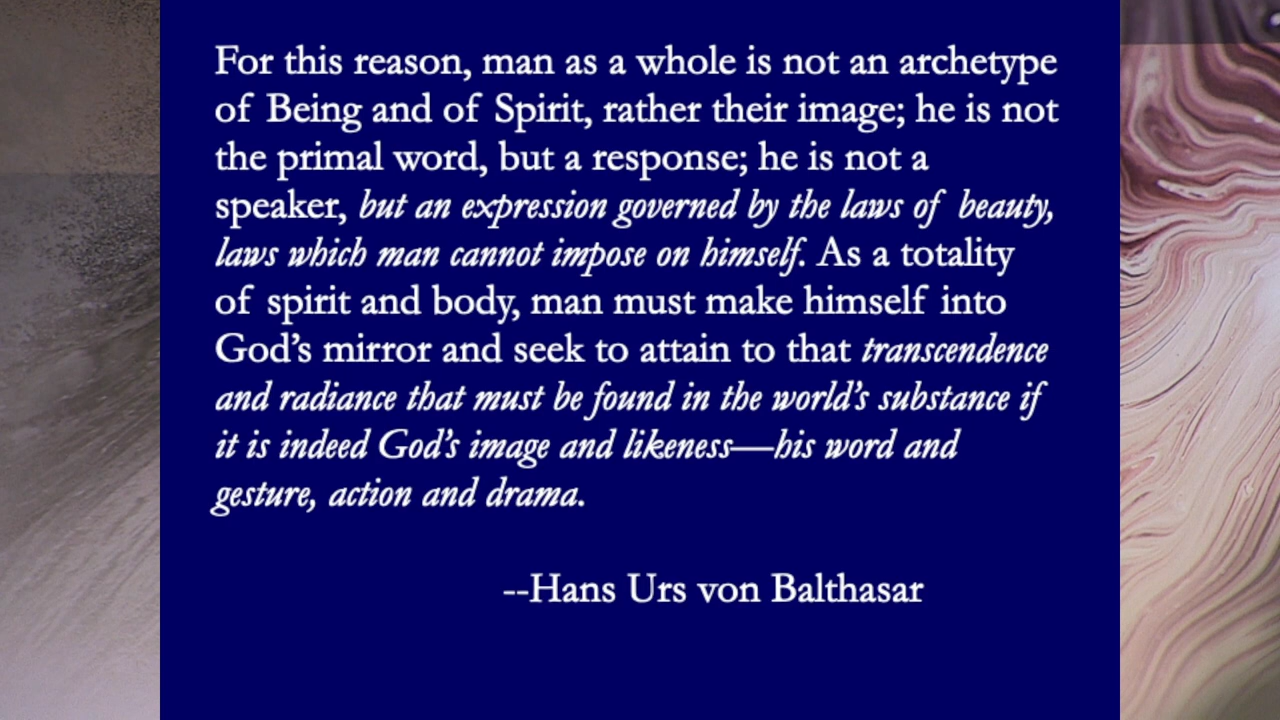 For this reason, man as a whole is not an archetype
of Being and of Spirit, rather their image; he is not
the primal word, but a response; he is not a
speaker, but an expression governed by the laws of beauty,
laws which man cannot impose on himself. As a totality
of spirit and body, man must make himself into
God’s mirror and seek to attain to that transcendence
and radiance that must be found in the world’s substance if
it is indeed God’s image and likeness—his word and
gesture, action and drama.
--Hans Urs von Balthasar